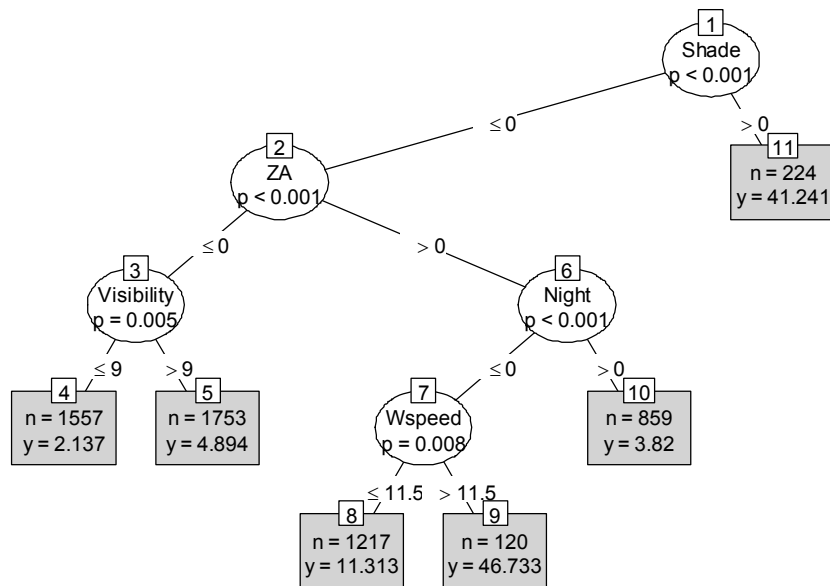 1
Shade
p < 0.001
≤ 0
> 0
2
ZA
p < 0.001
11
n = 224
y = 41.241
≤ 0
> 0
3
Visibility
p = 0.005
6
Night
p < 0.001
≤ 9
> 9
≤ 0
> 0
4
n = 1557
y = 2.137
5
n = 1753
y = 4.894
7
Wspeed
p = 0.008
10
n = 859
y = 3.82
≤ 11.5
> 11.5
8
n = 1217
y = 11.313
9
n = 120
y = 46.733